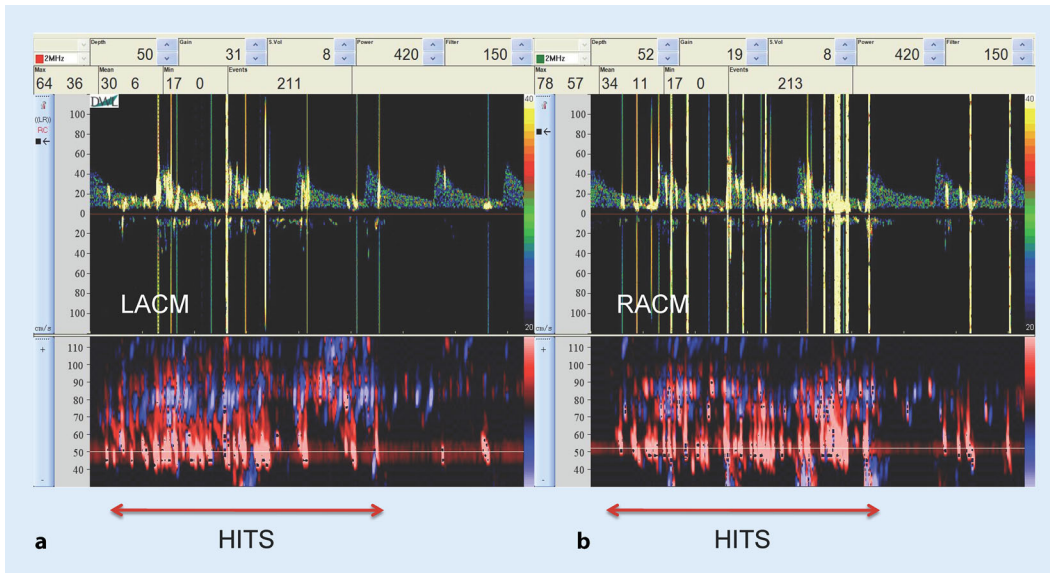 Depth Gain S.Vol Power Filter
2MHz 50 31 8 420 150
Max Mean Min Events
64 36 30 6 17 0 211
DWL
40
((LR))
RC
100
80
60
40
20
0
20
40
60
80
100
LACM
cm/s
20
+
110
100
90
80
70
60
50
40
-
a
HITS
Depth Gain S.Vol Power Filter
2MHz 52 19 8 420 150
Max Mean Min Events
78 57 34 11 17 0 213
40
100
80
60
40
20
0
20
40
60
80
100
RACM
cm/s
20
+
110
100
90
80
70
60
50
40
-
b
HITS